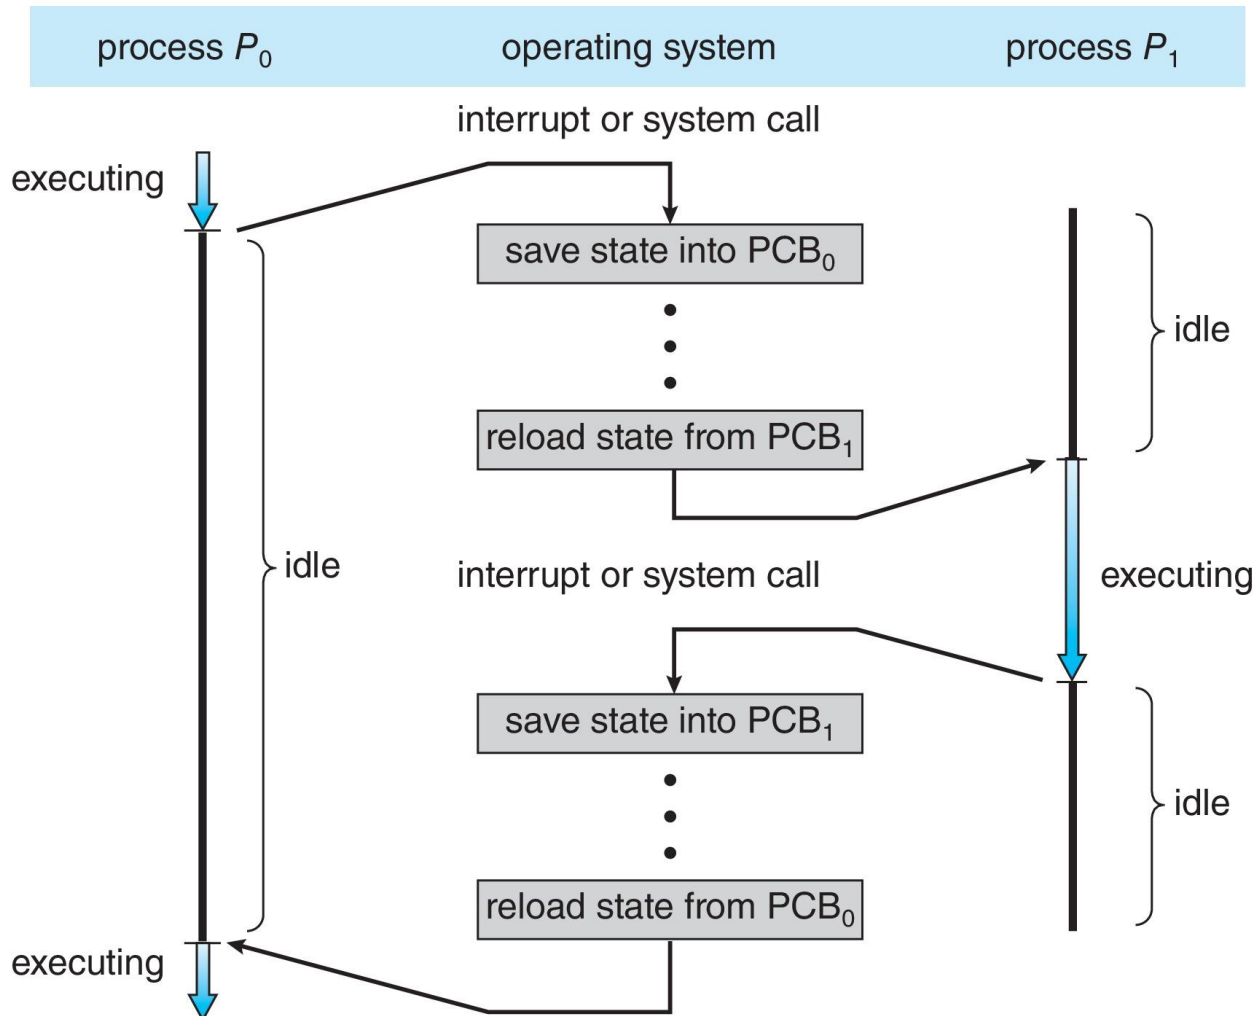 process P₀ operating system process P₁
interrupt or system call
executing
save state into PCB₀
idle
reload state from PCB₁
idle
interrupt or system call
executing
save state into PCB₁
idle
reload state from PCB₀
executing